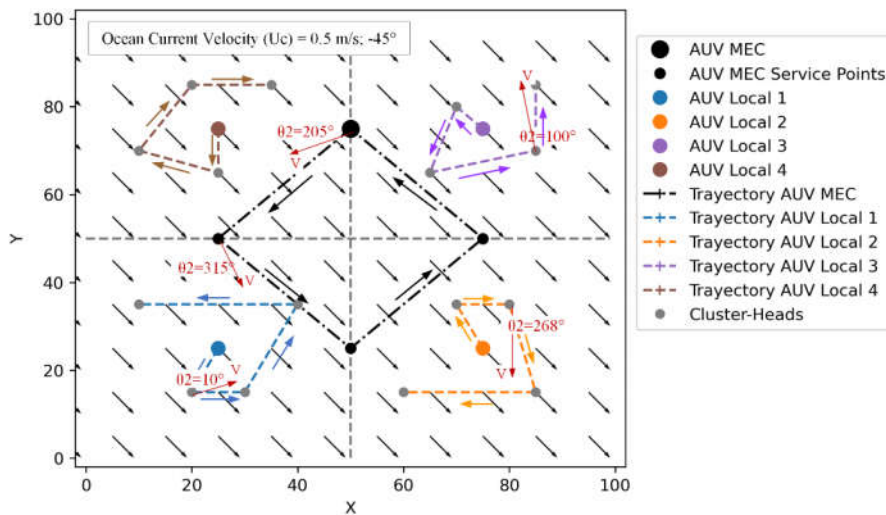 Ocean Current Velocity (Uc) = 0.5 m/s; -45°
100
80
60
40
20
0
Y
θ2=205°
V
V
θ2=100°
θ2=315°
V
θ2=268°
V
θ2=10°
V
0
20
40
60
80
100
X
AUV MEC
AUV MEC Service Points
AUV Local 1
AUV Local 2
AUV Local 3
AUV Local 4
Trayectory AUV MEC
Trayectory AUV Local 1
Trayectory AUV Local 2
Trayectory AUV Local 3
Trayectory AUV Local 4
Cluster-Heads